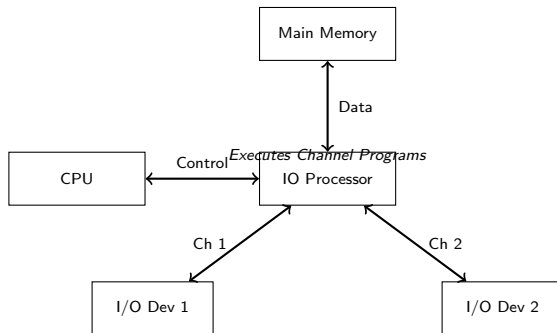 Main Memory
Data
Executes Channel Programs
Control
CPU
IO Processor
Ch 1
Ch 2
I/O Dev 1
I/O Dev 2